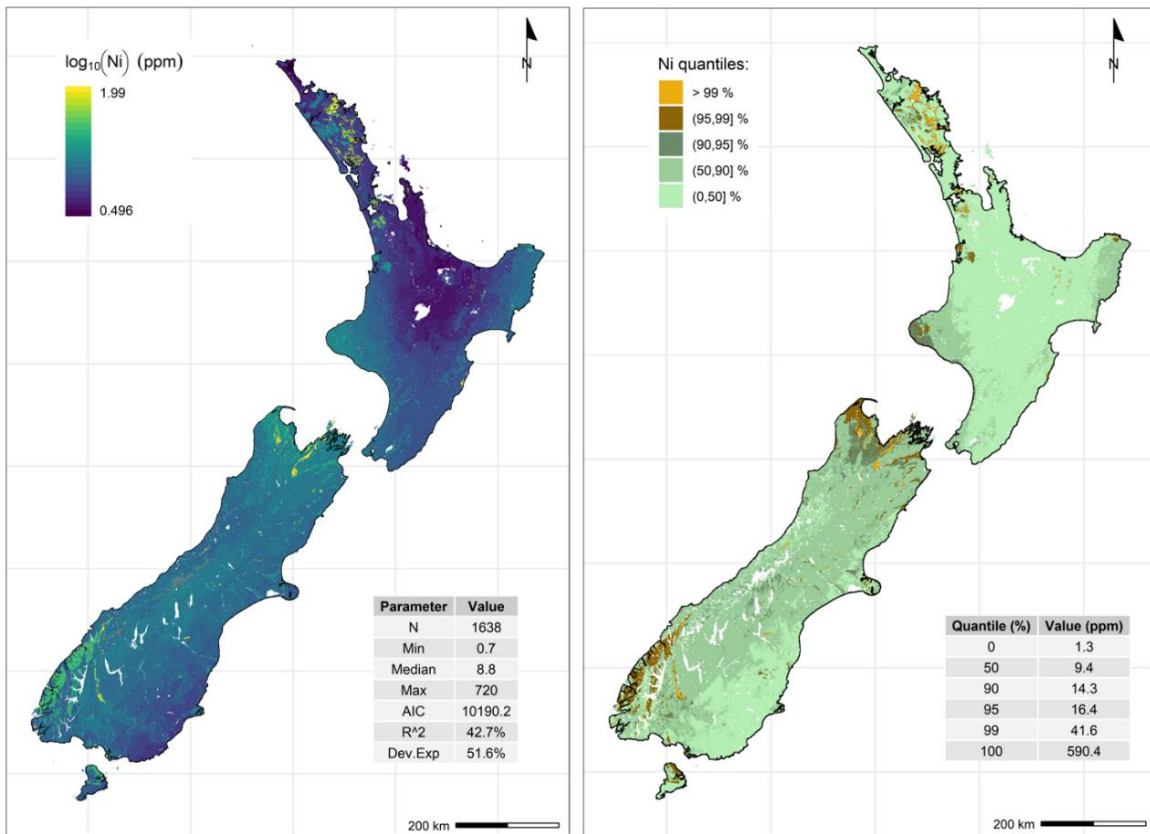 N
log₁₀(Ni) (ppm)
1.99
0.496
Parameter Value
N 1638
Min 0.7
Median 8.8
Max 720
AIC 10190.2
R^2 42.7%
Dev.Exp 51.6%
200 km
N
Ni quantiles:
> 99 %
(95,99] %
(90,95] %
(50,90] %
(0,50] %
Quantile (%) Value (ppm)
0 1.3
50 9.4
90 14.3
95 16.4
99 41.6
100 590.4
200 km